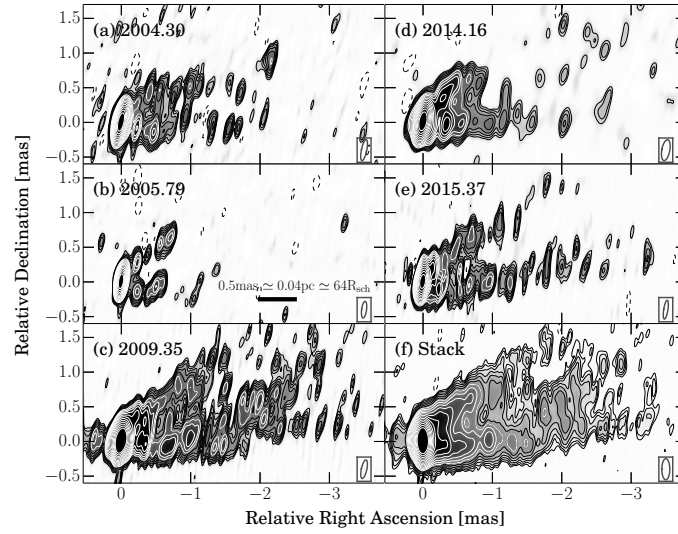 Relative Declination [mas]
1.5
1.0
0.5
0.0
−0.5
(a) 2004.30
(d) 2014.16
1.5
1.0
0.5
0.0
−0.5
(b) 2005.79
(e) 2015.37
0.5mas ≃ 0.04pc ≃ 64Rsch
1.5
1.0
0.5
0.0
−0.5
(c) 2009.35
(f) Stack
0 −1 −2 −3 0 −1 −2 −3
Relative Right Ascension [mas]